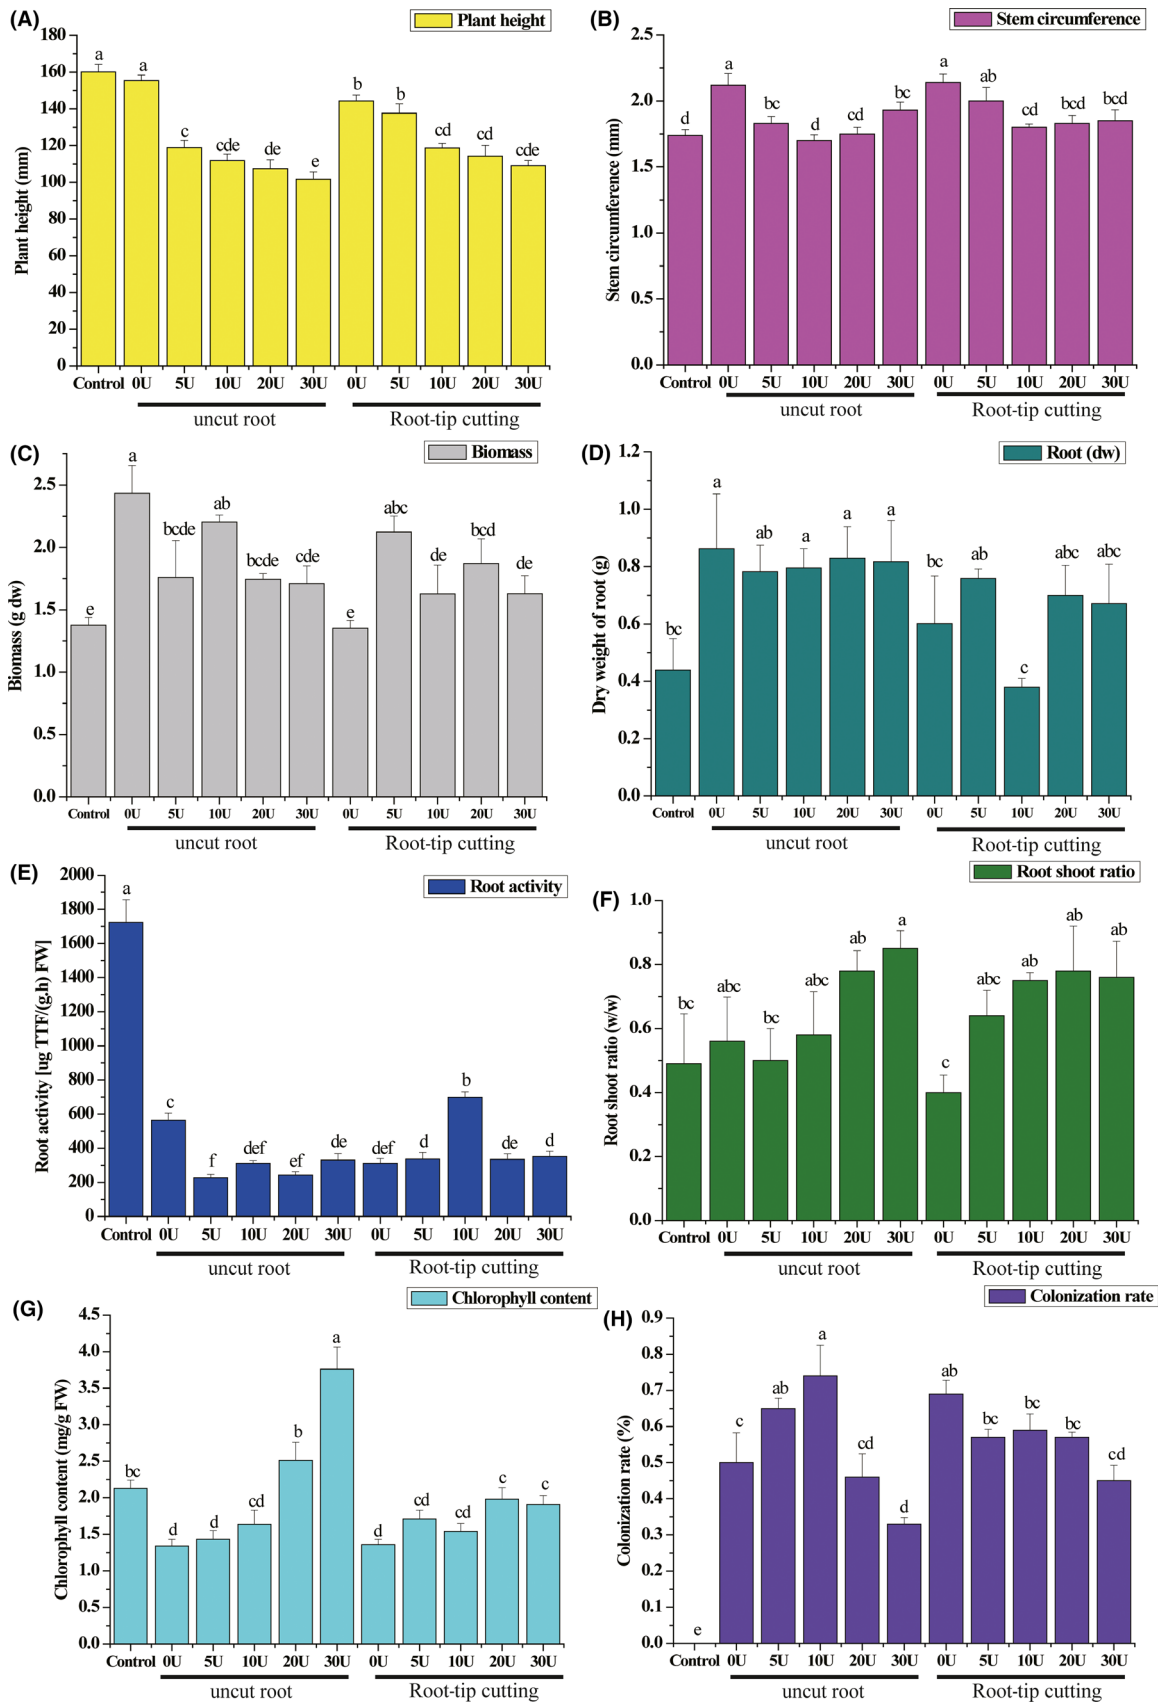 (A)
Plant height
Plant height (mm)
180
160
140
120
100
80
60
40
20
0
a a c cde de e b b cd cd cde
Control 0U 5U 10U 20U 30U 0U 5U 10U 20U 30U
uncut root Root-tip cutting
(B)
Stem circumference
Stem circumference (mm)
2.5
2.0
1.5
1.0
0.5
0.0
d a bc d cd bc a ab cd bcd bcd
Control 0U 5U 10U 20U 30U 0U 5U 10U 20U 30U
uncut root Root-tip cutting
(C)
Biomass
Biomass (g dw)
2.5
2.0
1.5
1.0
0.5
0.0
e a bcde ab bcde cde e abc de bcd de
Control 0U 5U 10U 20U 30U 0U 5U 10U 20U 30U
uncut root Root-tip cutting
(D)
Root (dw)
Dry weight of root (g)
1.2
1.0
0.8
0.6
0.4
0.2
0.0
bc a ab a a a bc ab c abc abc
Control 0U 5U 10U 20U 30U 0U 5U 10U 20U 30U
uncut root Root-tip cutting
(E)
Root activity
Root activity [ug TTF/(g.h) FW]
2000
1800
1600
1400
1200
1000
800
600
400
200
0
a c f def ef de def d b de d
Control 0U 5U 10U 20U 30U 0U 5U 10U 20U 30U
uncut root Root-tip cutting
(F)
Root shoot ratio
Root shoot ratio (w/w)
1.0
0.8
0.6
0.4
0.2
0.0
bc abc bc abc ab a c abc ab ab ab
Control 0U 5U 10U 20U 30U 0U 5U 10U 20U 30U
uncut root Root-tip cutting
(G)
Chlorophyll content
Chlorophyll content (mg/g FW)
4.5
4.0
3.5
3.0
2.5
2.0
1.5
1.0
0.5
0.0
bc d d cd b a d cd cd c c
Control 0U 5U 10U 20U 30U 0U 5U 10U 20U 30U
uncut root Root-tip cutting
(H)
Colonization rate
Colonization rate (%)
0.9
0.8
0.7
0.6
0.5
0.4
0.3
0.2
0.1
0.0
e c ab a cd d ab bc bc bc cd
Control 0U 5U 10U 20U 30U 0U 5U 10U 20U 30U
uncut root Root-tip cutting